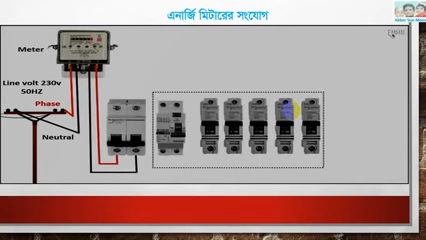 এনার্জি মিটারের সংযোগ
Meter
Line volt 230v
50HZ
Phase
Neutral